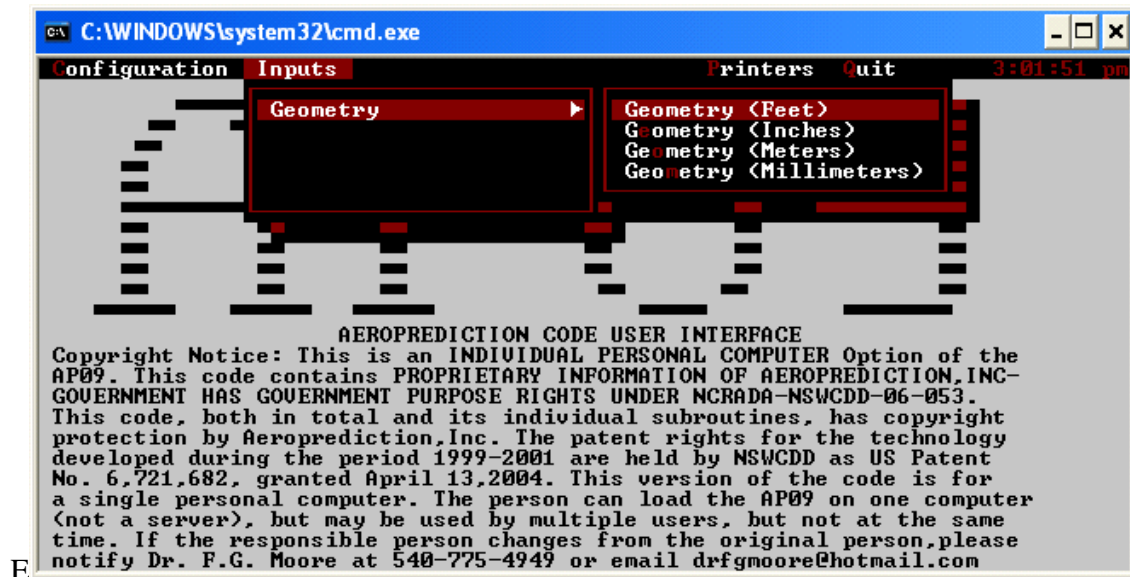 C:\WINDOWS\system32\cmd.exe
Configuration Inputs Printers Quit 3:01:51 pm
Geometry Geometry (Feet)
Geometry (Inches)
Geometry (Meters)
Geometry (Millimeters)
AEROPREDICTION CODE USER INTERFACE
Copyright Notice: This is an INDIVIDUAL PERSONAL COMPUTER Option of the
AP09. This code contains PROPRIETARY INFORMATION OF AEROPREDICTION,INC-
GOVERNMENT HAS GOVERNMENT PURPOSE RIGHTS UNDER NCRADA-NSWCDD-06-053.
This code, both in total and its individual subroutines, has copyright
protection by Aeroprediction,Inc. The patent rights for the technology
developed during the period 1999-2001 are held by NSWCDD as US Patent
No. 6,721,682, granted April 13,2004. This version of the code is for
a single personal computer. The person can load the AP09 on one computer
(not a server), but may be used by multiple users, but not at the same
time. If the responsible person changes from the original person,please
notify Dr. F.G. Moore at 540-775-4949 or email drfgmoore@hotmail.com
E